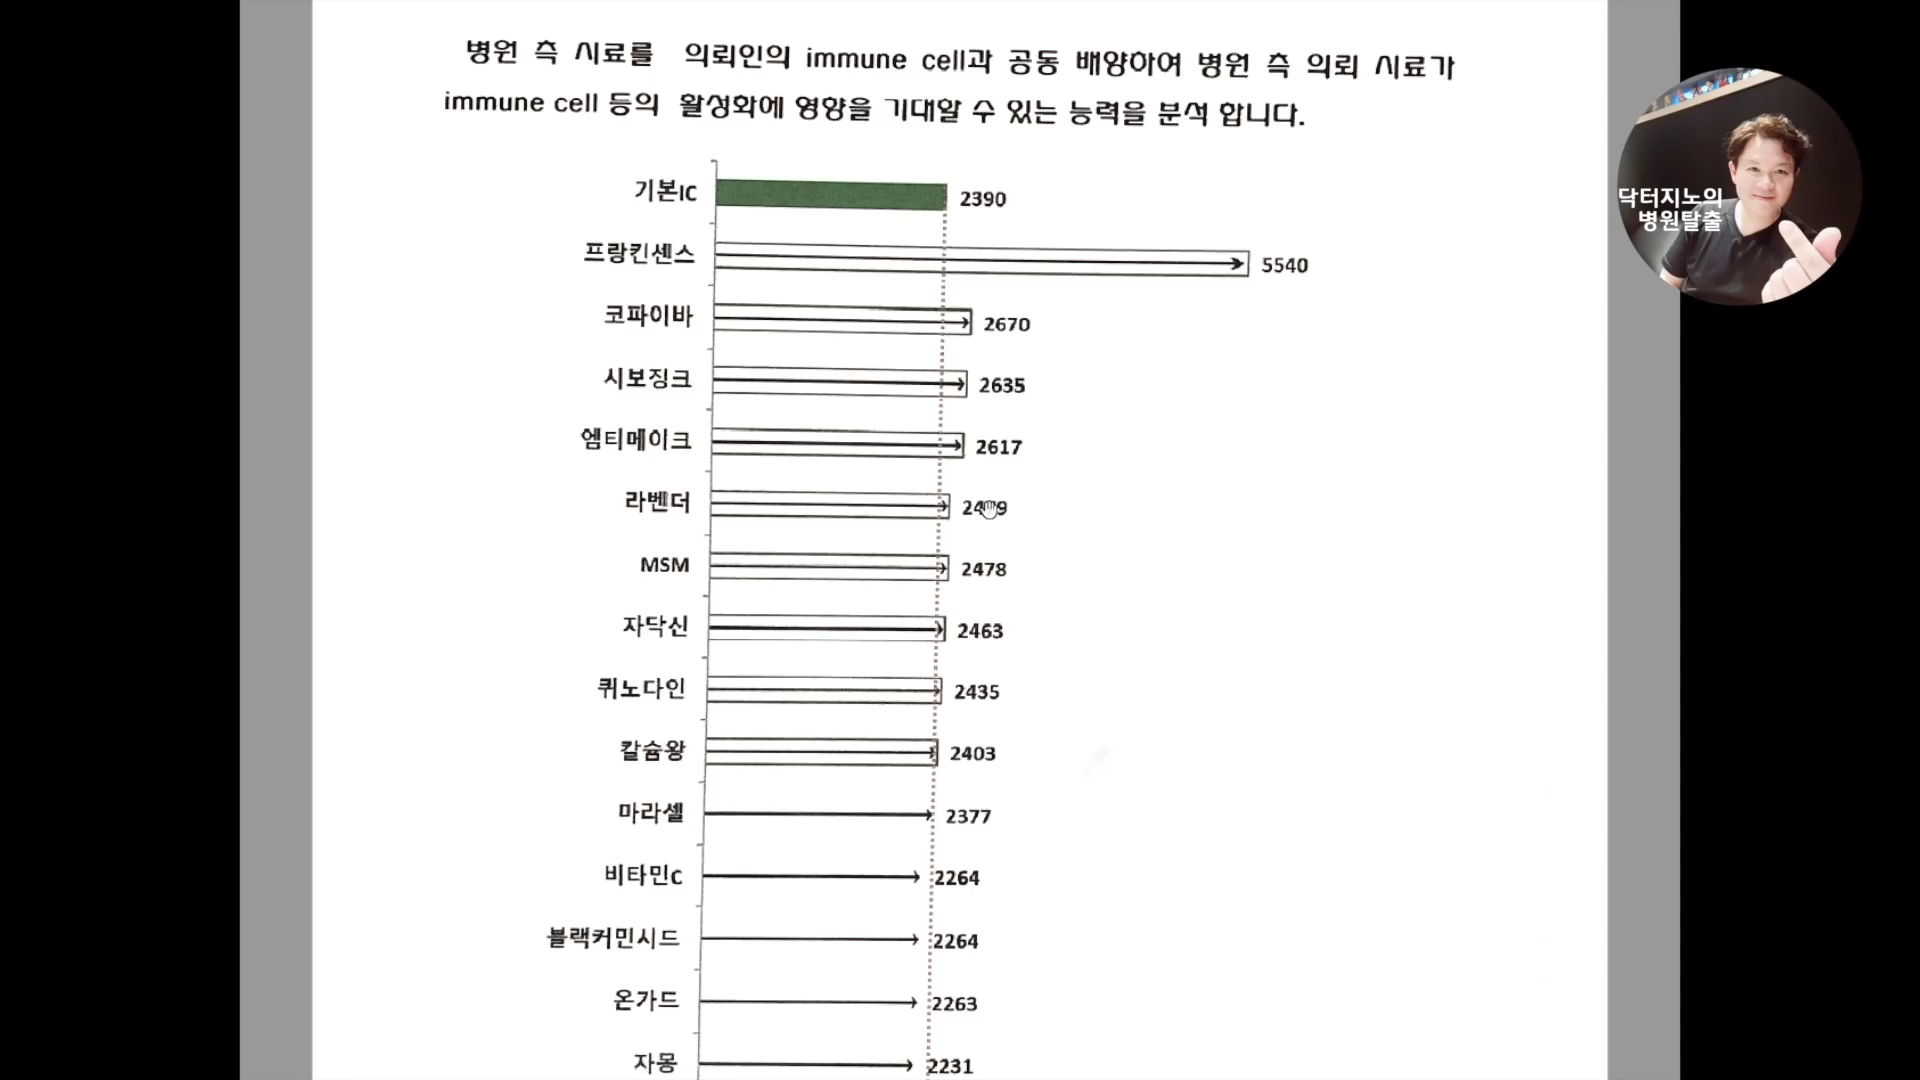 병원 측 시료를 의뢰인의 immune cell과 공동 배양하여 병원 측 의뢰 시료가
immune cell 등의 활성화에 영향을 기대할 수 있는 능력을 분석 합니다.
닥터지노의
병원탈출
기본IC 2390
프랑킨센스 5540
코파이바 2670
시보징크 2635
엠티메이크 2617
라벤더
MSM 2478
자닥신 2463
퀴노다인 2435
칼슘왕 2403
마라셀 2377
비타민C 2264
블랙커민시드 2264
온가드 2263
자몽 2231